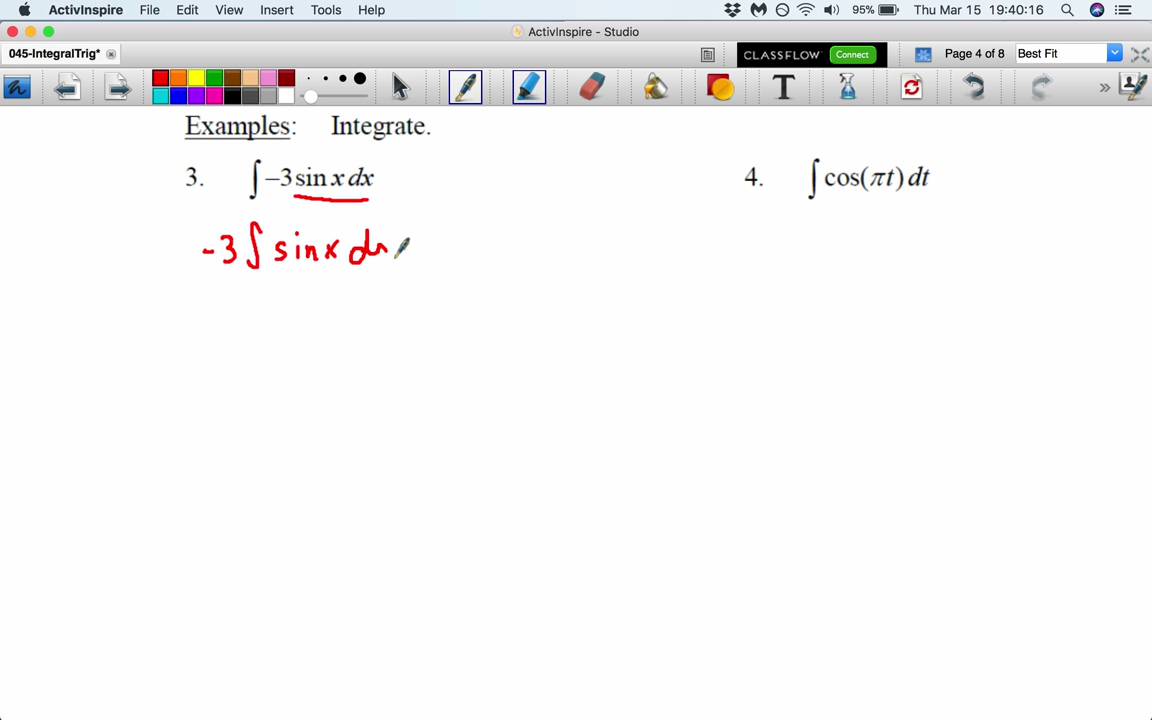 ActivInspire File Edit View Insert Tools Help 95% Thu Mar 15 19:40:16
ActivInspire - Studio
045-IntegralTrig* CLASSFLOW Connect Page 4 of 8 Best Fit
T »
Examples: Integrate.
3. ∫ −3 sin x dx 4. ∫ cos(πt) dt
-3 ∫ sin x dx